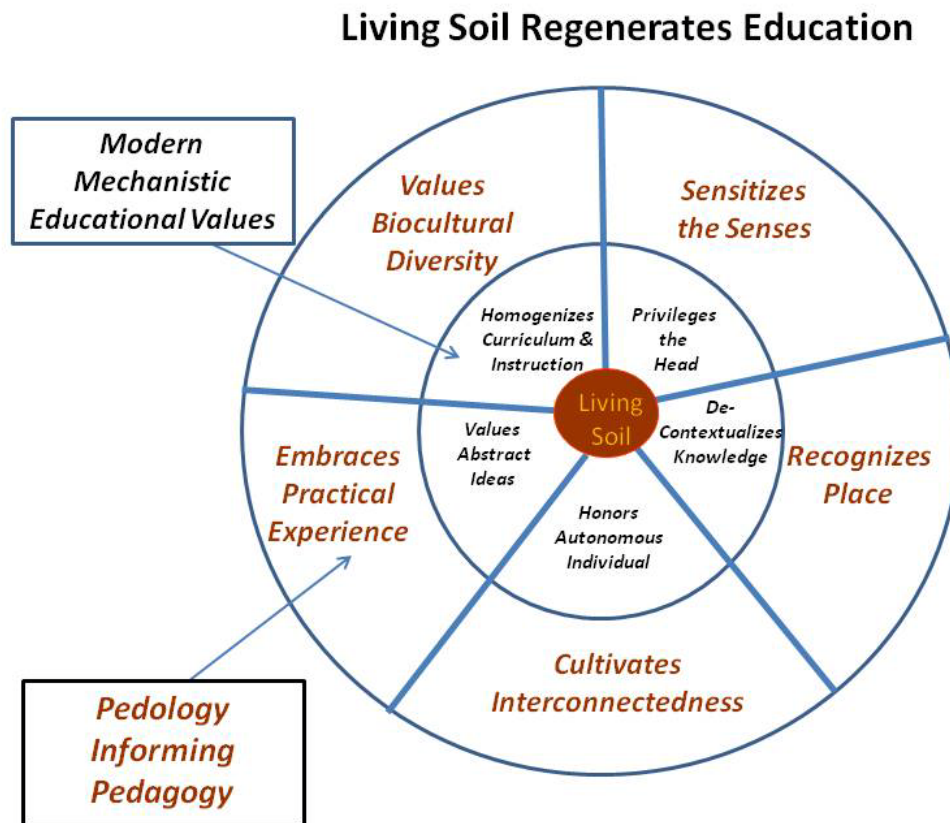 Living Soil Regenerates Education
Modern
Mechanistic
Educational Values
Values
Biocultural
Diversity
Sensitizes
the Senses
Homogenizes
Curriculum &
Instruction
Privileges
the
Head
Living
Soil
De-
Contextualizes
Knowledge
Recognizes
Place
Values
Abstract
Ideas
Embraces
Practical
Experience
Honors
Autonomous
Individual
Cultivates
Interconnectedness
Pedology
Informing
Pedagogy